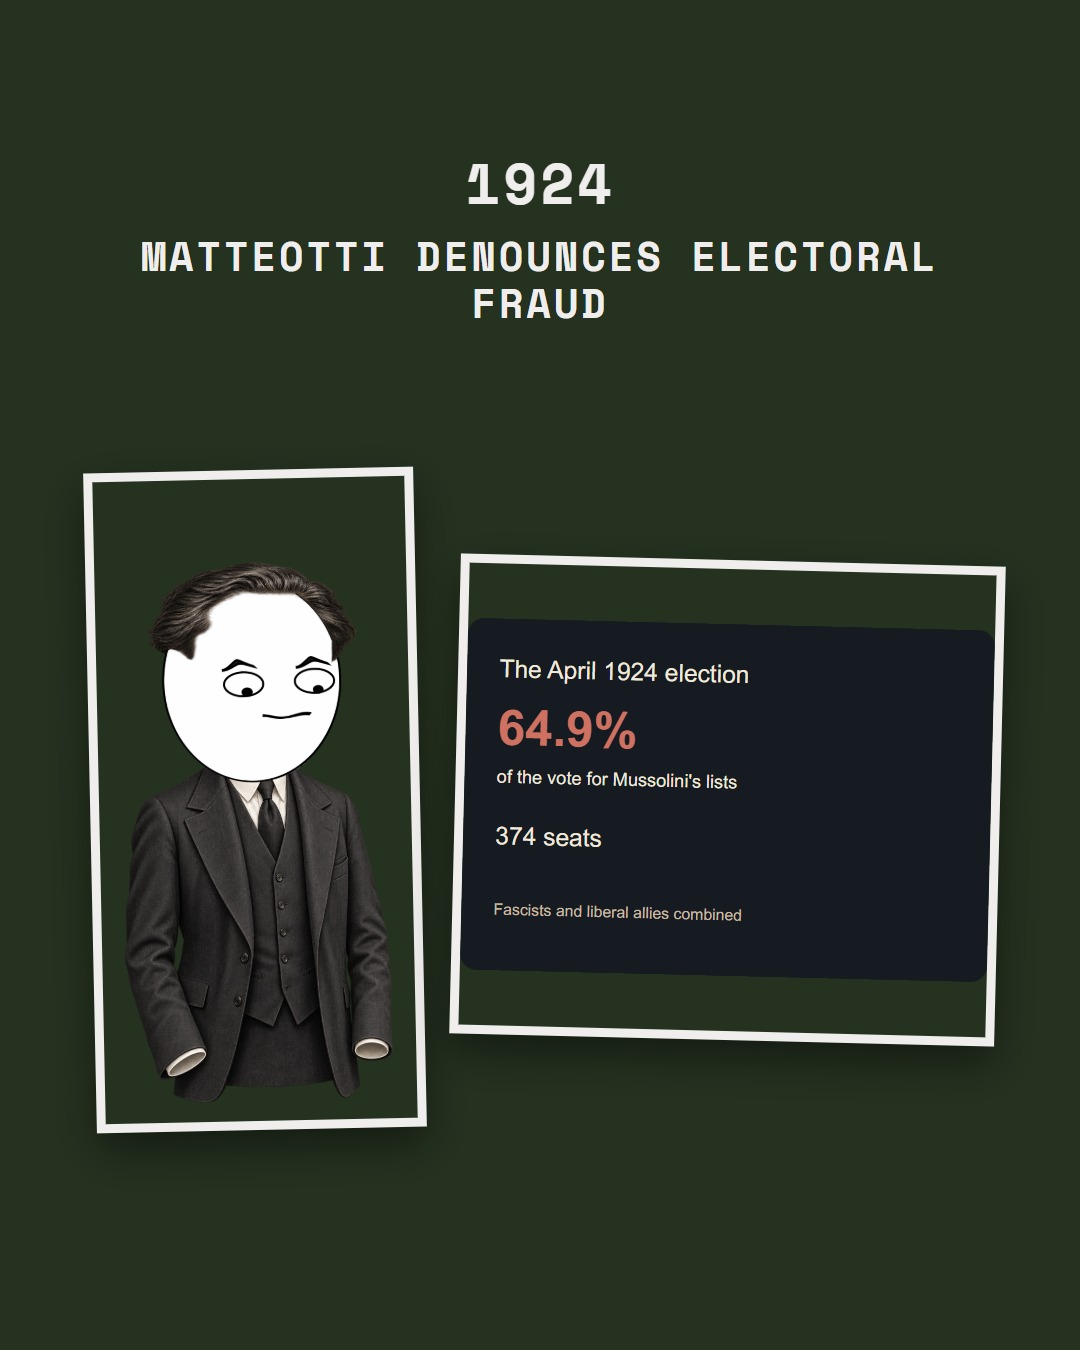 1924
MATTEOTTI DENOUNCES ELECTORAL
FRAUD
The April 1924 election
64.9%
of the vote for Mussolini's lists
374 seats
Fascists and liberal allies combined